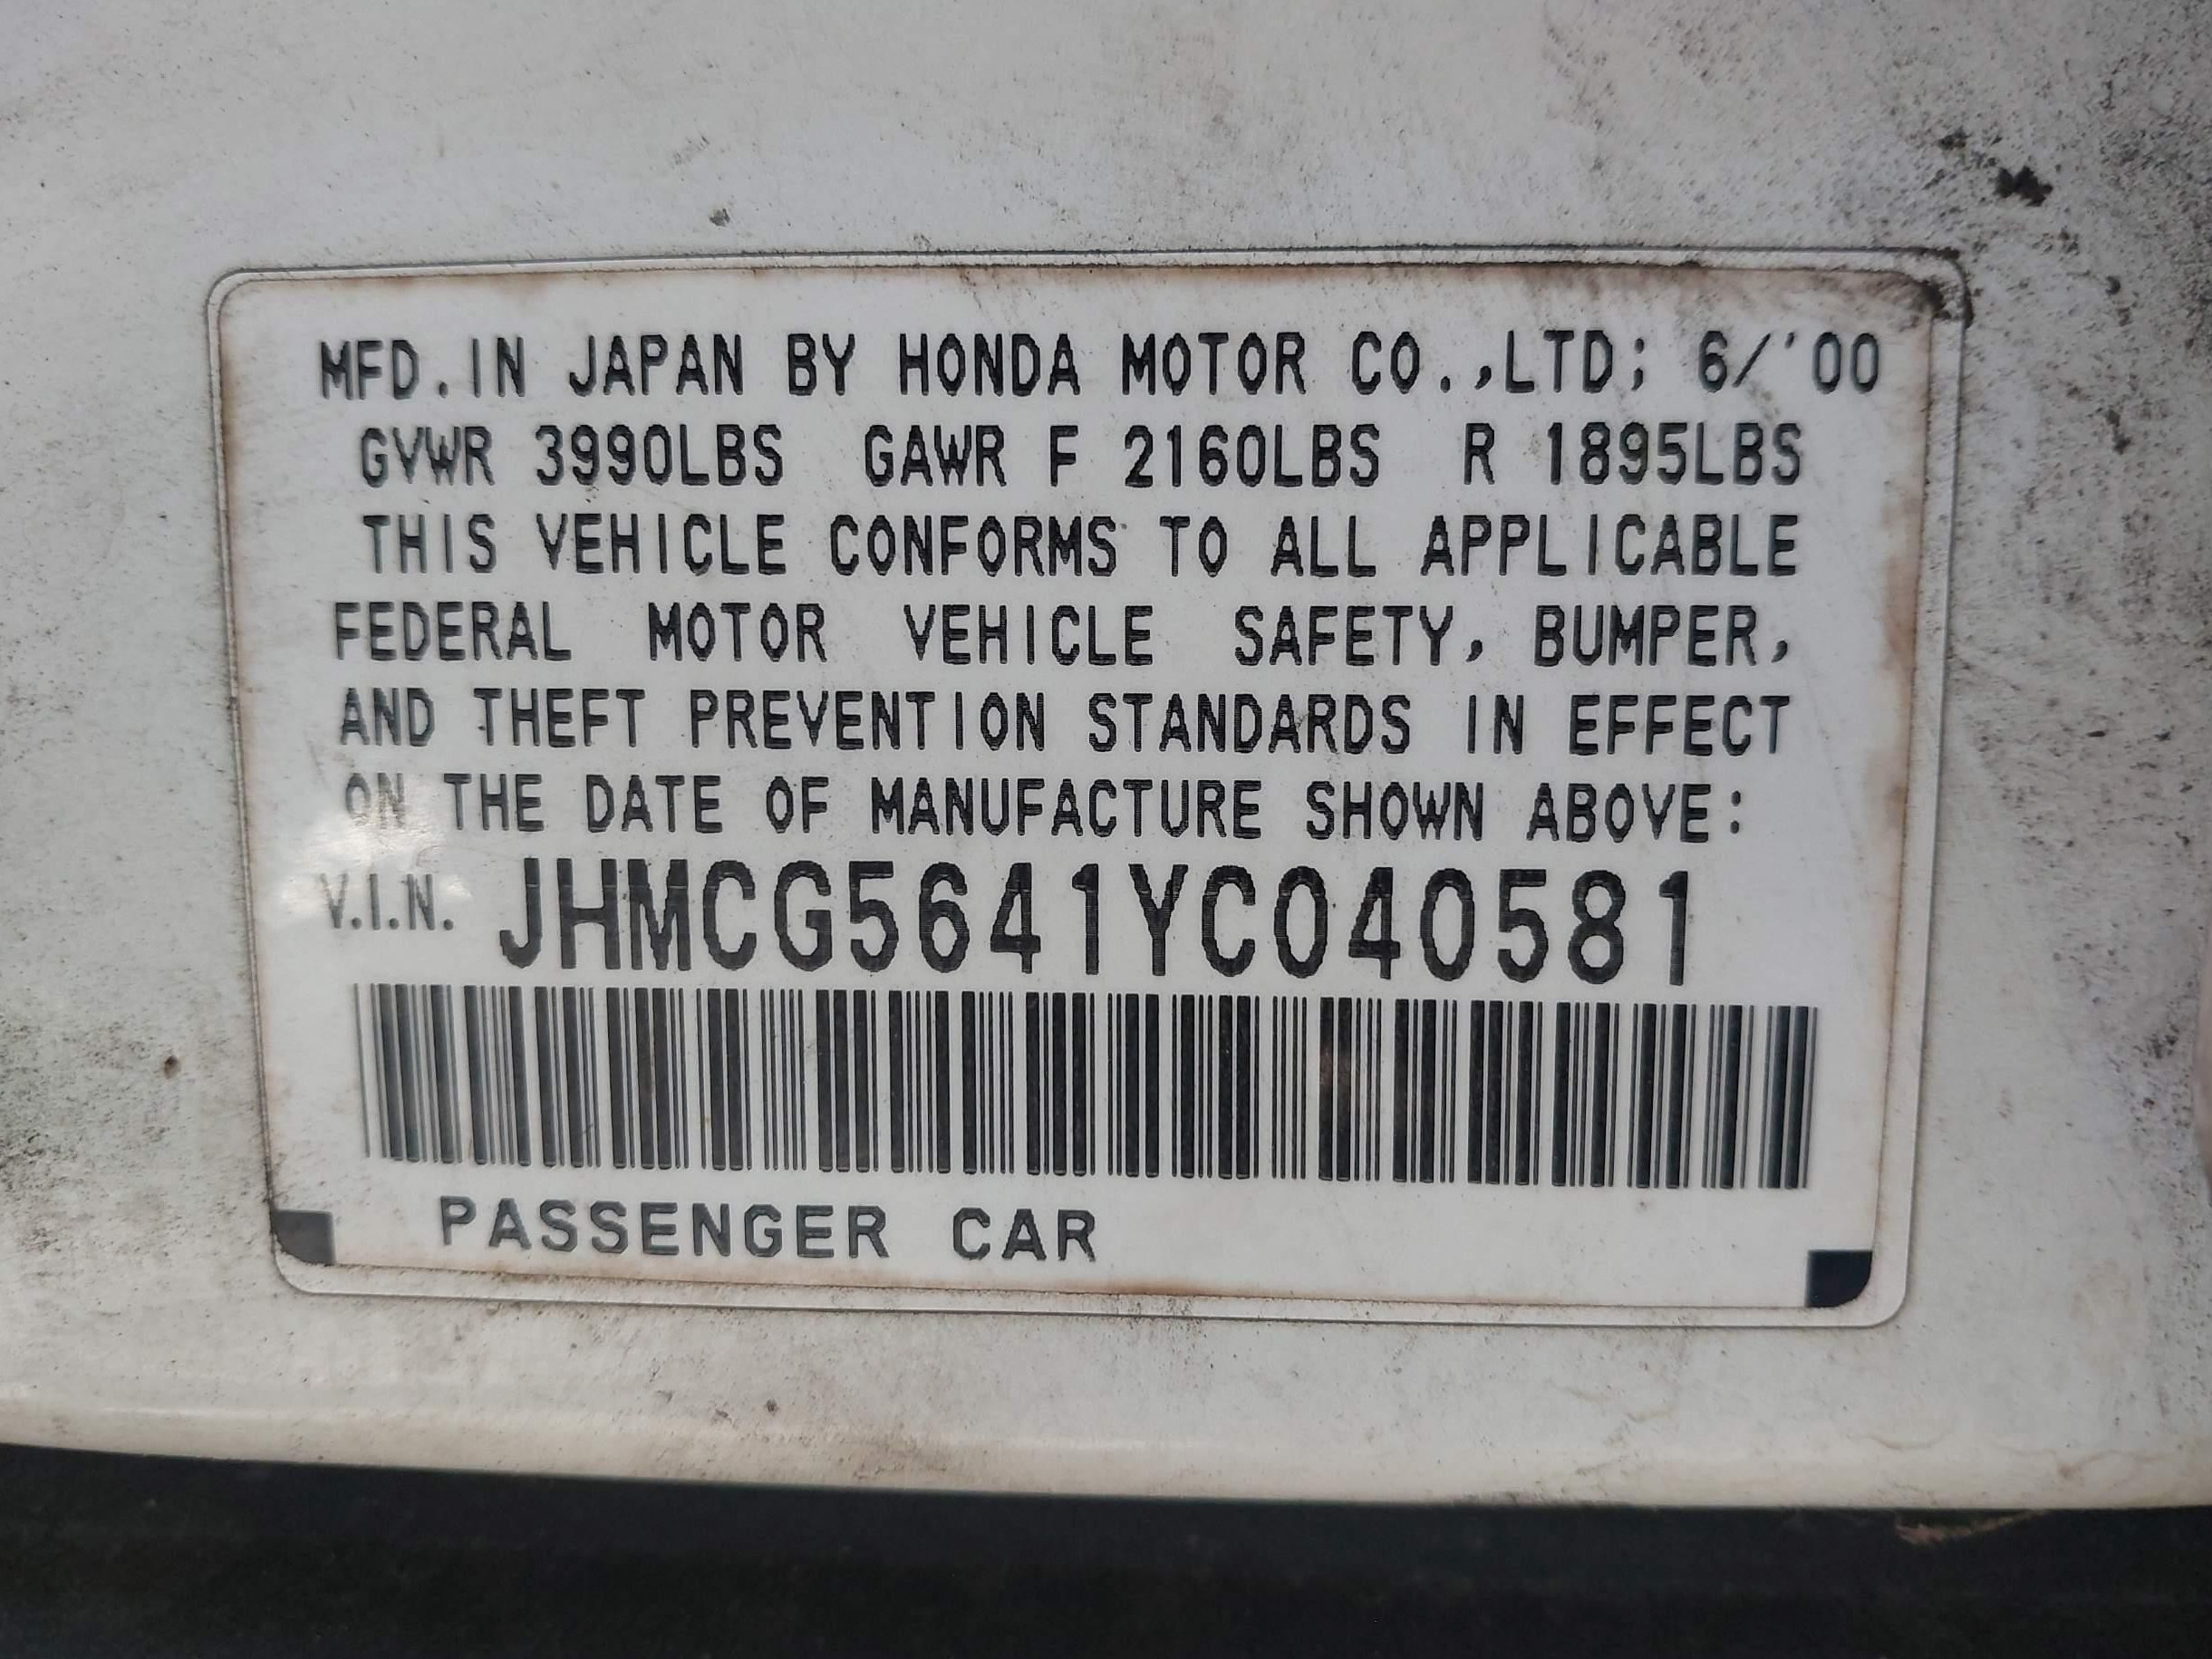 MFD.IN JAPAN BY HONDA MOTOR CO.,LTD; 6/'00
GVWR 3990LBS GAWR F 2160LBS R 1895LBS
THIS VEHICLE CONFORMS TO ALL APPLICABLE
FEDERAL MOTOR VEHICLE SAFETY, BUMPER,
AND THEFT PREVENTION STANDARDS IN EFFECT
ON THE DATE OF MANUFACTURE SHOWN ABOVE:
V.I.N. JHMCG5641YC040581
PASSENGER CAR